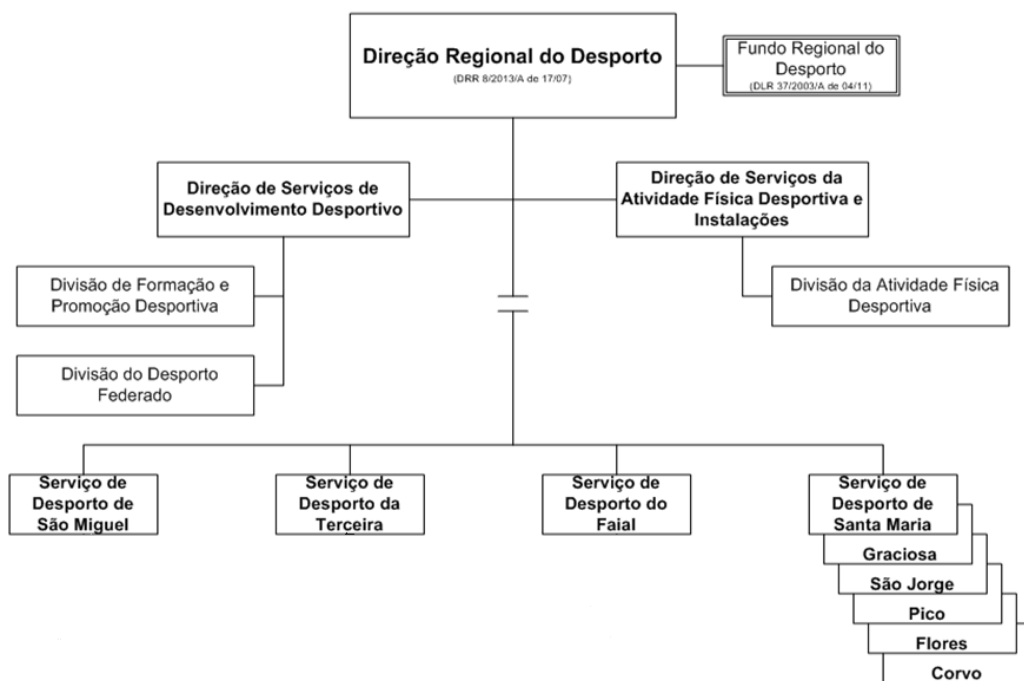 Direção Regional do Desporto
(DRR 8/2013/A de 17/07)
Fundo Regional do
Desporto
(DLR 37/2003/A de 04/11)
Direção de Serviços de
Desenvolvimento Desportivo
Direção de Serviços da
Atividade Física Desportiva e
Instalações
Divisão de Formação e
Promoção Desportiva
Divisão da Atividade Física
Desportiva
Divisão do Desporto
Federado
Serviço de
Desporto de
São Miguel
Serviço de
Desporto da
Terceira
Serviço de
Desporto do
Faial
Serviço de
Desporto de
Santa Maria
Graciosa
São Jorge
Pico
Flores
Corvo